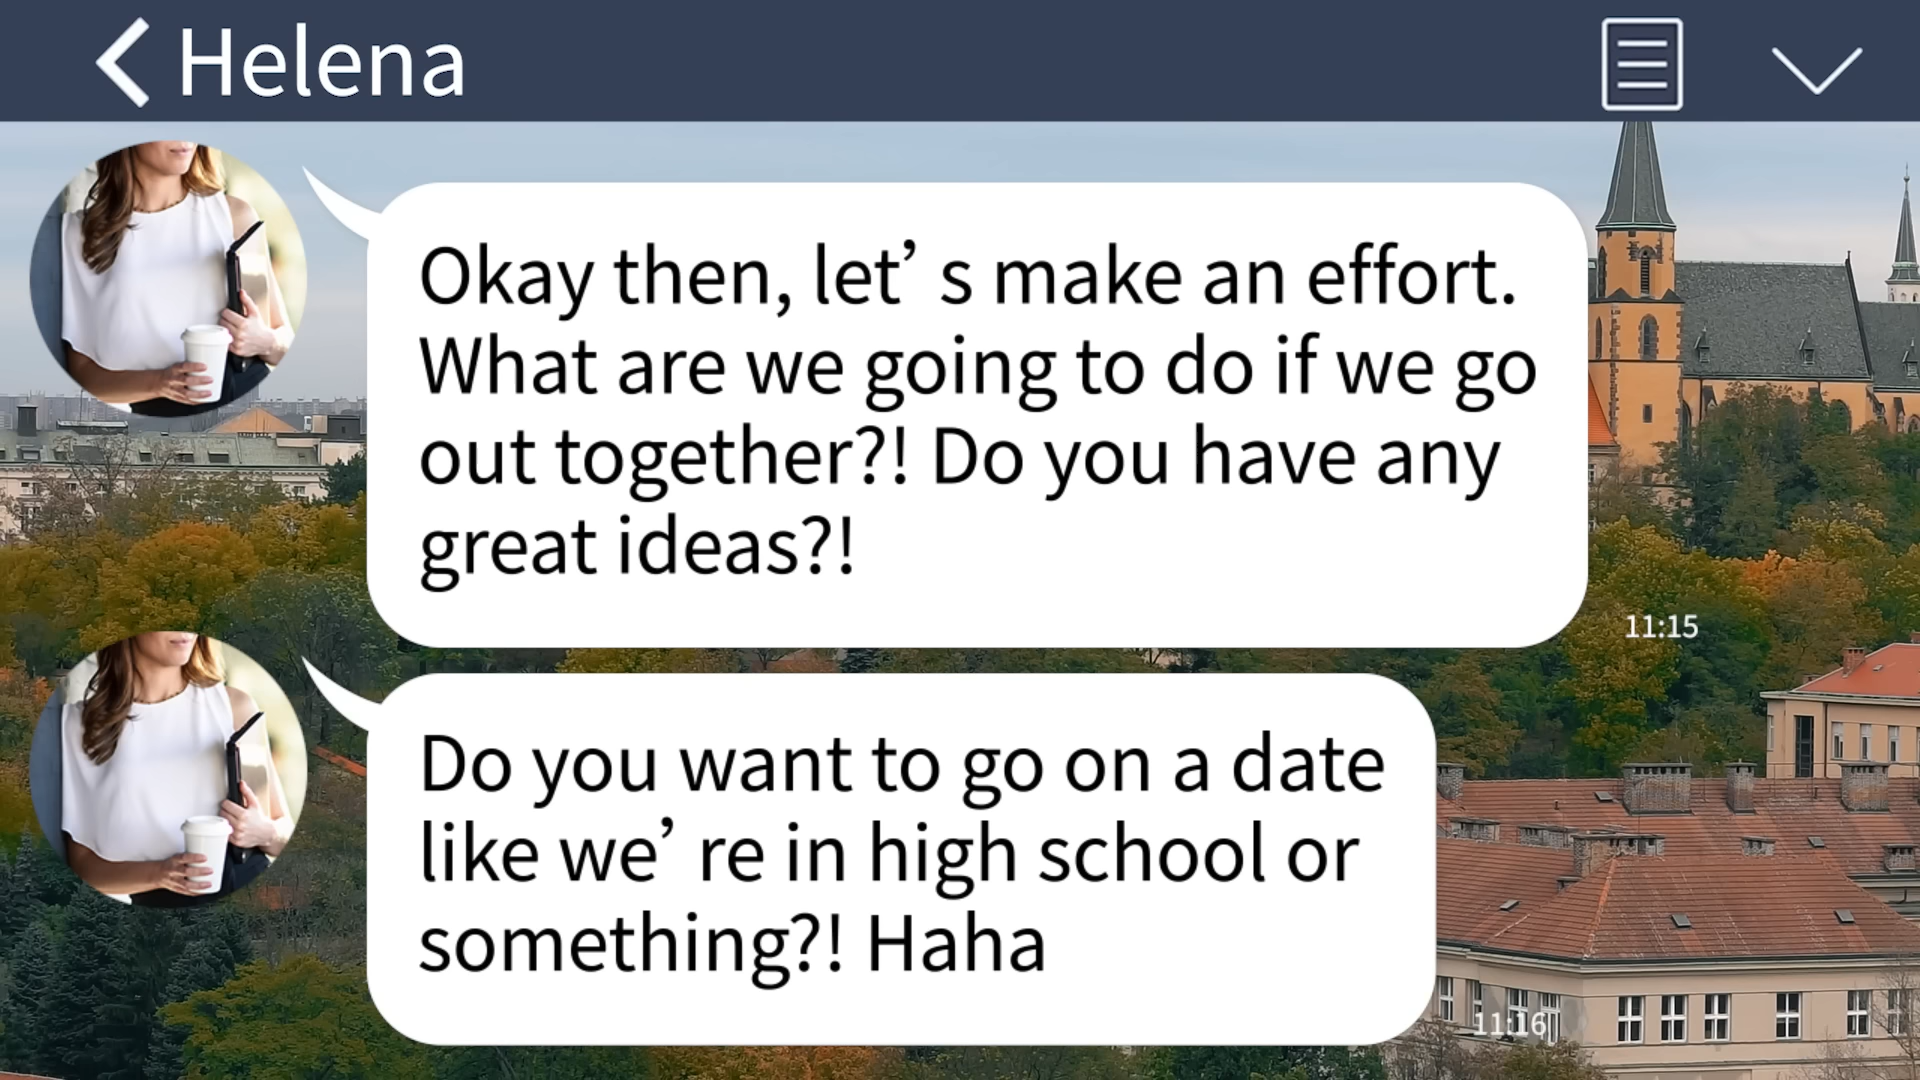 Helena
Okay then, let’ s make an effort.
What are we going to do if we go
out together?! Do you have any
great ideas?!
11:15
Do you want to go on a date
like we’ re in high school or
something?! Haha
11:16